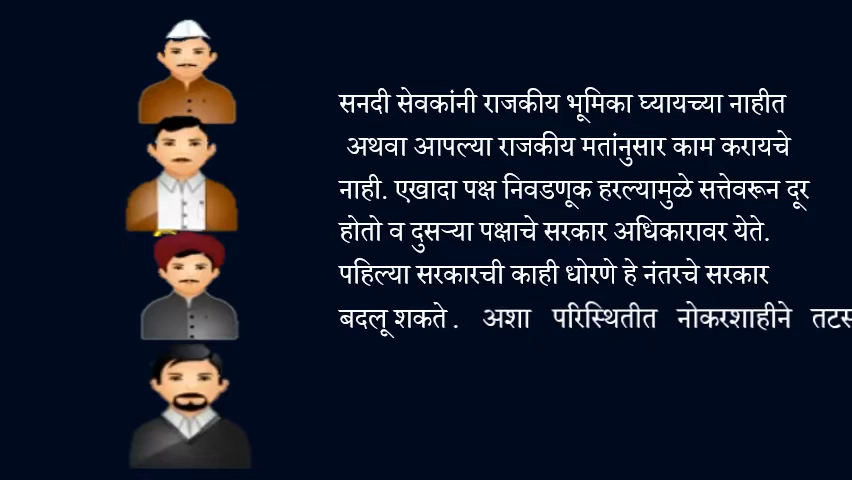 सनदी सेवकांनी राजकीय भूमिका घ्यायच्या नाहीत
अथवा आपल्या राजकीय मतांनुसार काम करायचे
नाही. एखादा पक्ष निवडणूक हरल्यामुळे सत्तेवरून दूर
होतो व दुसऱ्या पक्षाचे सरकार अधिकारावर येते.
पहिल्या सरकारची काही धोरणे हे नंतरचे सरकार
बदलू शकते . अशा परिस्थितीत नोकरशाहीने